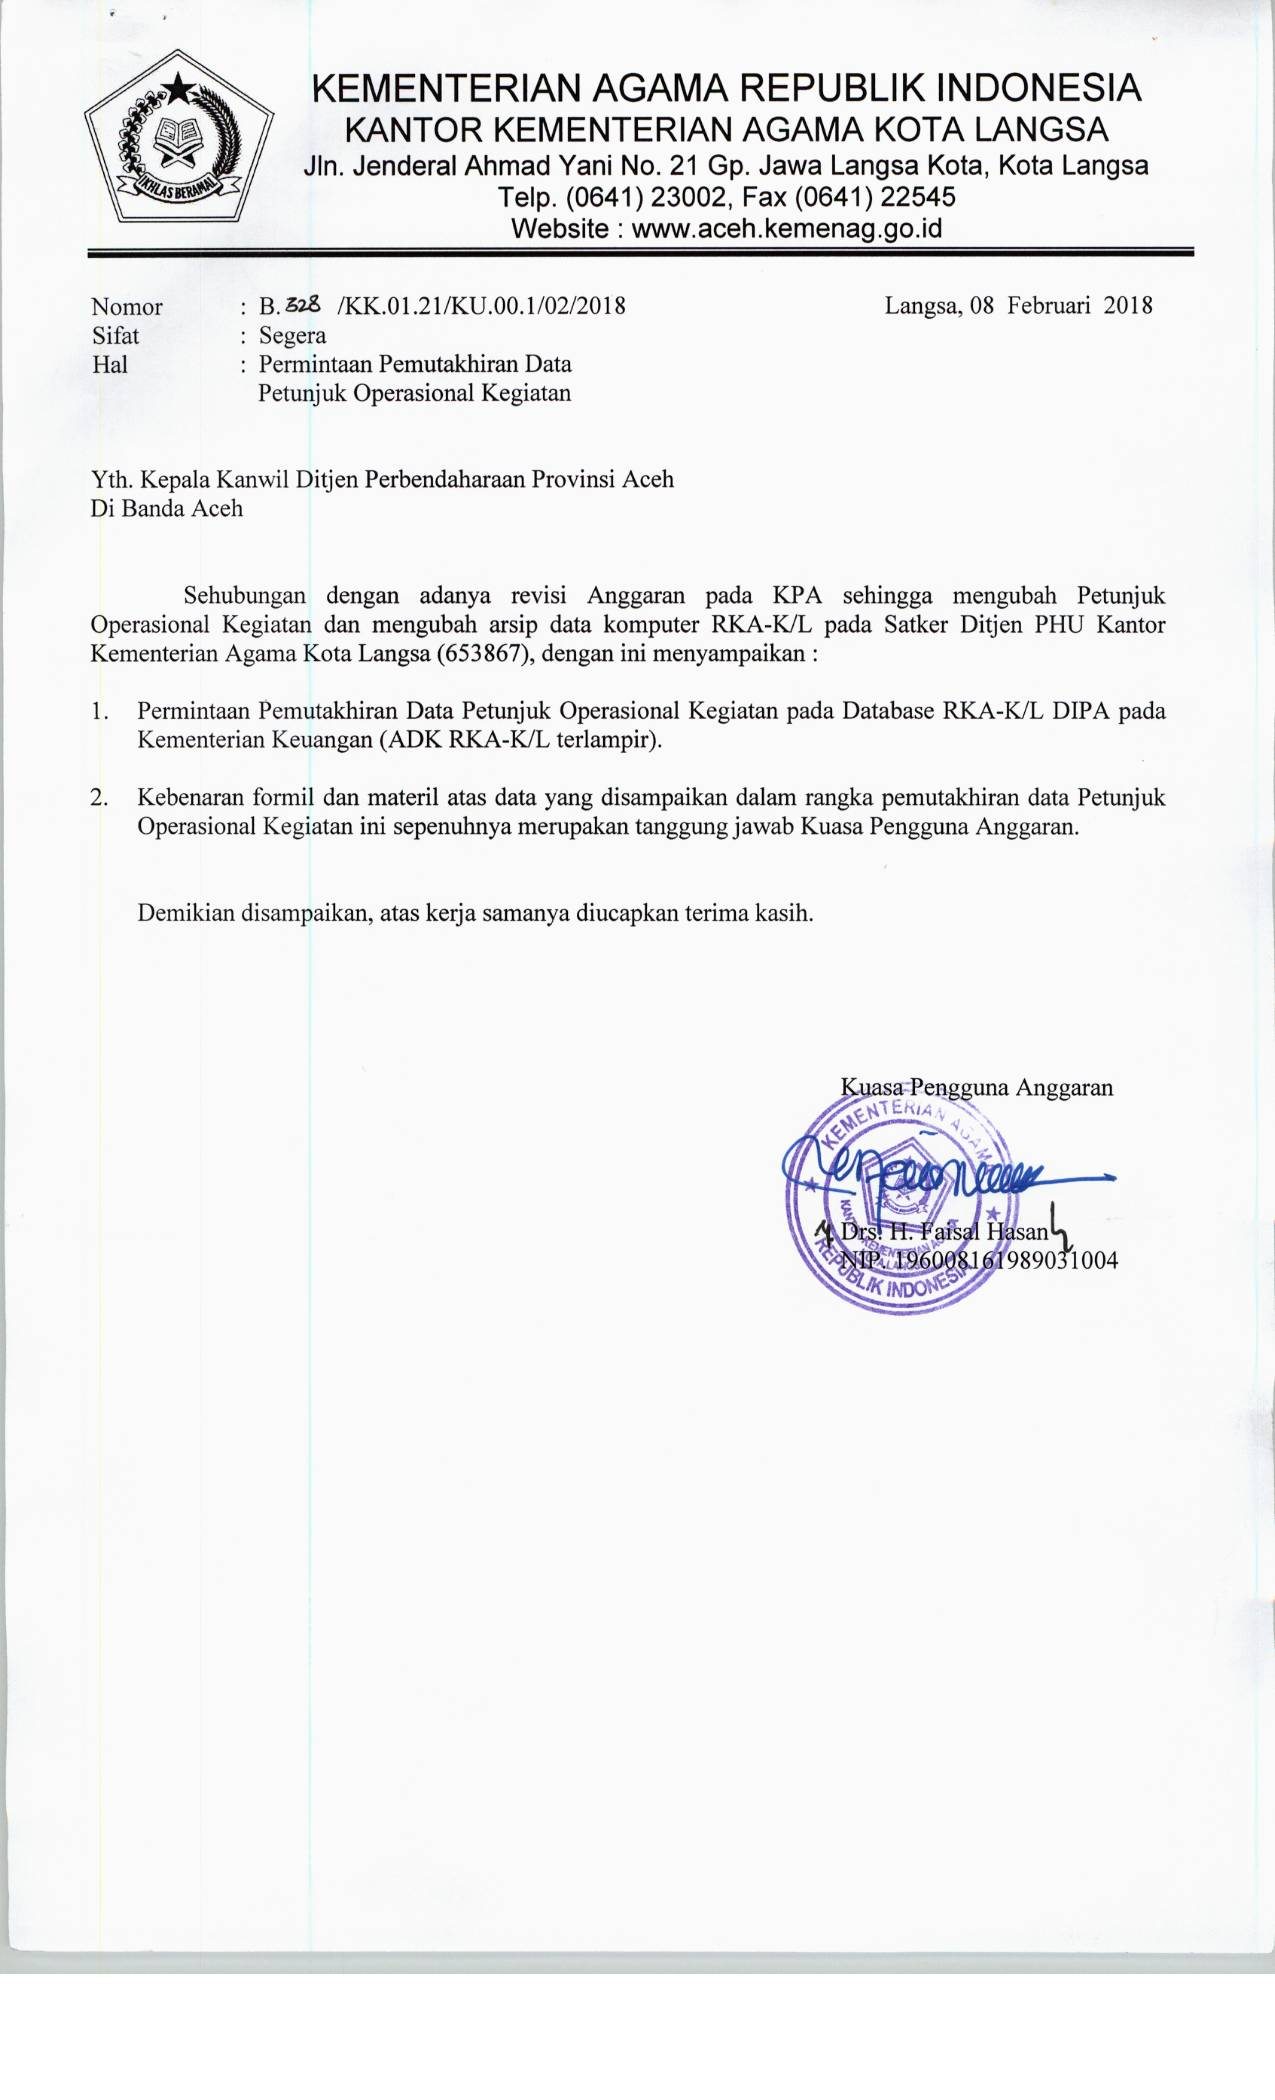 KEMENTERIAN AGAMA REPUBLIK INDONESIA
KANTOR KEMENTERIAN AGAMA KOTA LANGSA
Jln. Jenderal Ahmad Yani No. 21 Gp. Jawa Langsa Kota, Kota Langsa
Telp. (0641) 23002, Fax (0641) 22545
Website : www.aceh.kemenag.go.id
IKHLAS BERAMAL
Nomor : B. 328 /KK.01.21/KU.00.1/02/2018 Langsa, 08 Februari 2018
Sifat : Segera
Hal : Permintaan Pemutakhiran Data
Petunjuk Operasional Kegiatan
Yth. Kepala Kanwil Ditjen Perbendaharaan Provinsi Aceh
Di Banda Aceh
Sehubungan dengan adanya revisi Anggaran pada KPA sehingga mengubah Petunjuk
Operasional Kegiatan dan mengubah arsip data komputer RKA-K/L pada Satker Ditjen PHU Kantor
Kementerian Agama Kota Langsa (653867), dengan ini menyampaikan :
1. Permintaan Pemutakhiran Data Petunjuk Operasional Kegiatan pada Database RKA-K/L DIPA pada
Kementerian Keuangan (ADK RKA-K/L terlampir).
2. Kebenaran formil dan materil atas data yang disampaikan dalam rangka pemutakhiran data Petunjuk
Operasional Kegiatan ini sepenuhnya merupakan tanggung jawab Kuasa Pengguna Anggaran.
Demikian disampaikan, atas kerja samanya diucapkan terima kasih.
Kuasa Pengguna Anggaran
KEMENTERIAN AGAMA
KANTOR KEMENTERIAN AGAMA
KOTA LANGSA
REPUBLIK INDONESIA
Drs. H. Faisal Hasan
NIP. 196008161989031004